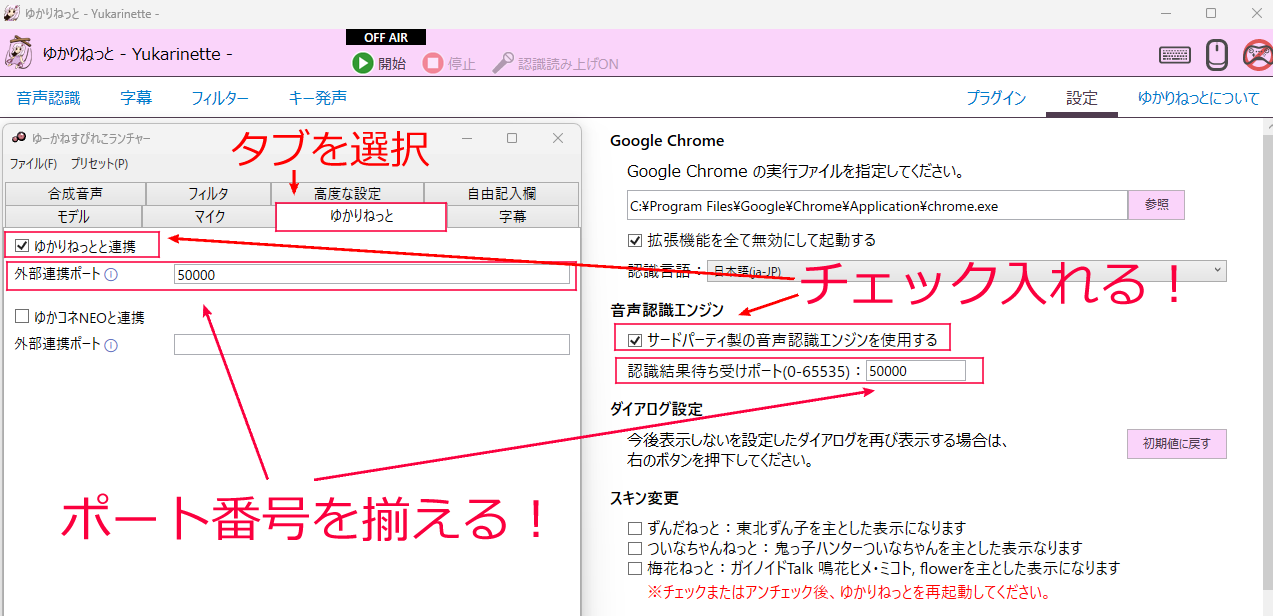 ゆかりねっと - Yukarinette -
ゆかりねっと - Yukarinette -
OFF AIR
開始 停止 認識読み上げON
音声認識 字幕 フィルター キー発声 プラグイン 設定 ゆかりねっとについて
ゆーかねすぴれこランチャー
ファイル(F) プリセット(P)
タブを選択
合成音声 フィルタ 高度な設定 自由記入欄
モデル マイク ゆかりねっと 字幕
ゆかりねっとと連携
外部連携ポート 50000
ゆかコネNEOと連携
外部連携ポート
ポート番号を揃える！
Google Chrome
Google Chrome の実行ファイルを指定してください。
C:¥Program Files¥Google¥Chrome¥Application¥chrome.exe 参照
拡張機能を全て無効にして起動する
認識言語： 日本語(ja-JP)
チェック入れる！
音声認識エンジン
サードパーティ製の音声認識エンジンを使用する
認識結果待ち受けポート(0-65535)： 50000
ダイアログ設定
今後表示しないを設定したダイアログを再び表示する場合は、
右のボタンを押下してください。
初期値に戻す
スキン変更
ずんだねっと：東北ずん子を主とした表示になります
ついなちゃんねっと：鬼っ子ハンターついなちゃんを主とした表示なります
梅花ねっと：ガイノイドTalk 鳴花ヒメ・ミコト, flowerを主とした表示になります
※チェックまたはアンチェック後、ゆかりねっとを再起動してください。